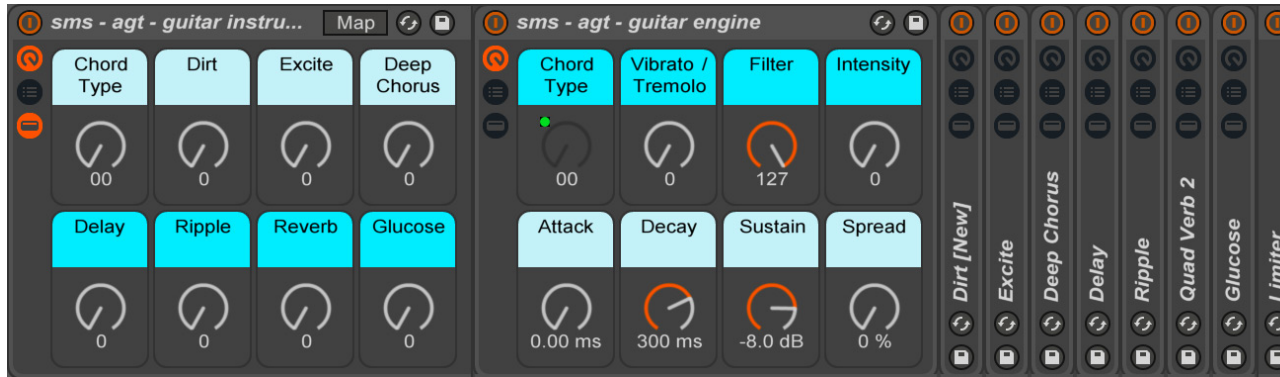 sms - agt - guitar instru... Map
Chord Type
Dirt
Excite
Deep Chorus
00
0
0
0
Delay
Ripple
Reverb
Glucose
0
0
0
0
sms - agt - guitar engine
Chord Type
Vibrato / Tremolo
Filter
Intensity
00
0
127
0
Attack
Decay
Sustain
Spread
0.00 ms
300 ms
-8.0 dB
0 %
Dirt [New]
Excite
Deep Chorus
Delay
Ripple
Quad Verb 2
Glucose
Limiter